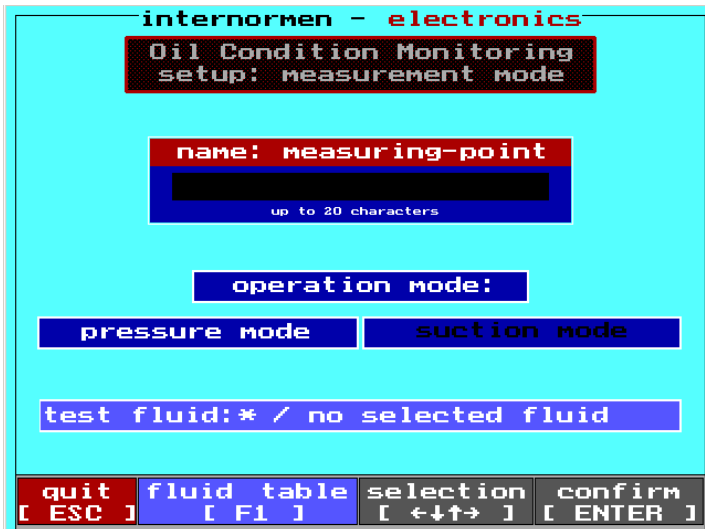 internormen - electronics
Oil Condition Monitoring
setup: measurement mode
name: measuring-point
up to 20 characters
operation mode:
pressure mode suction mode
test fluid:* / no selected fluid
quit fluid table selection confirm
[ ESC ] [ F1 ] [ ←↓↑→ ] [ ENTER ]